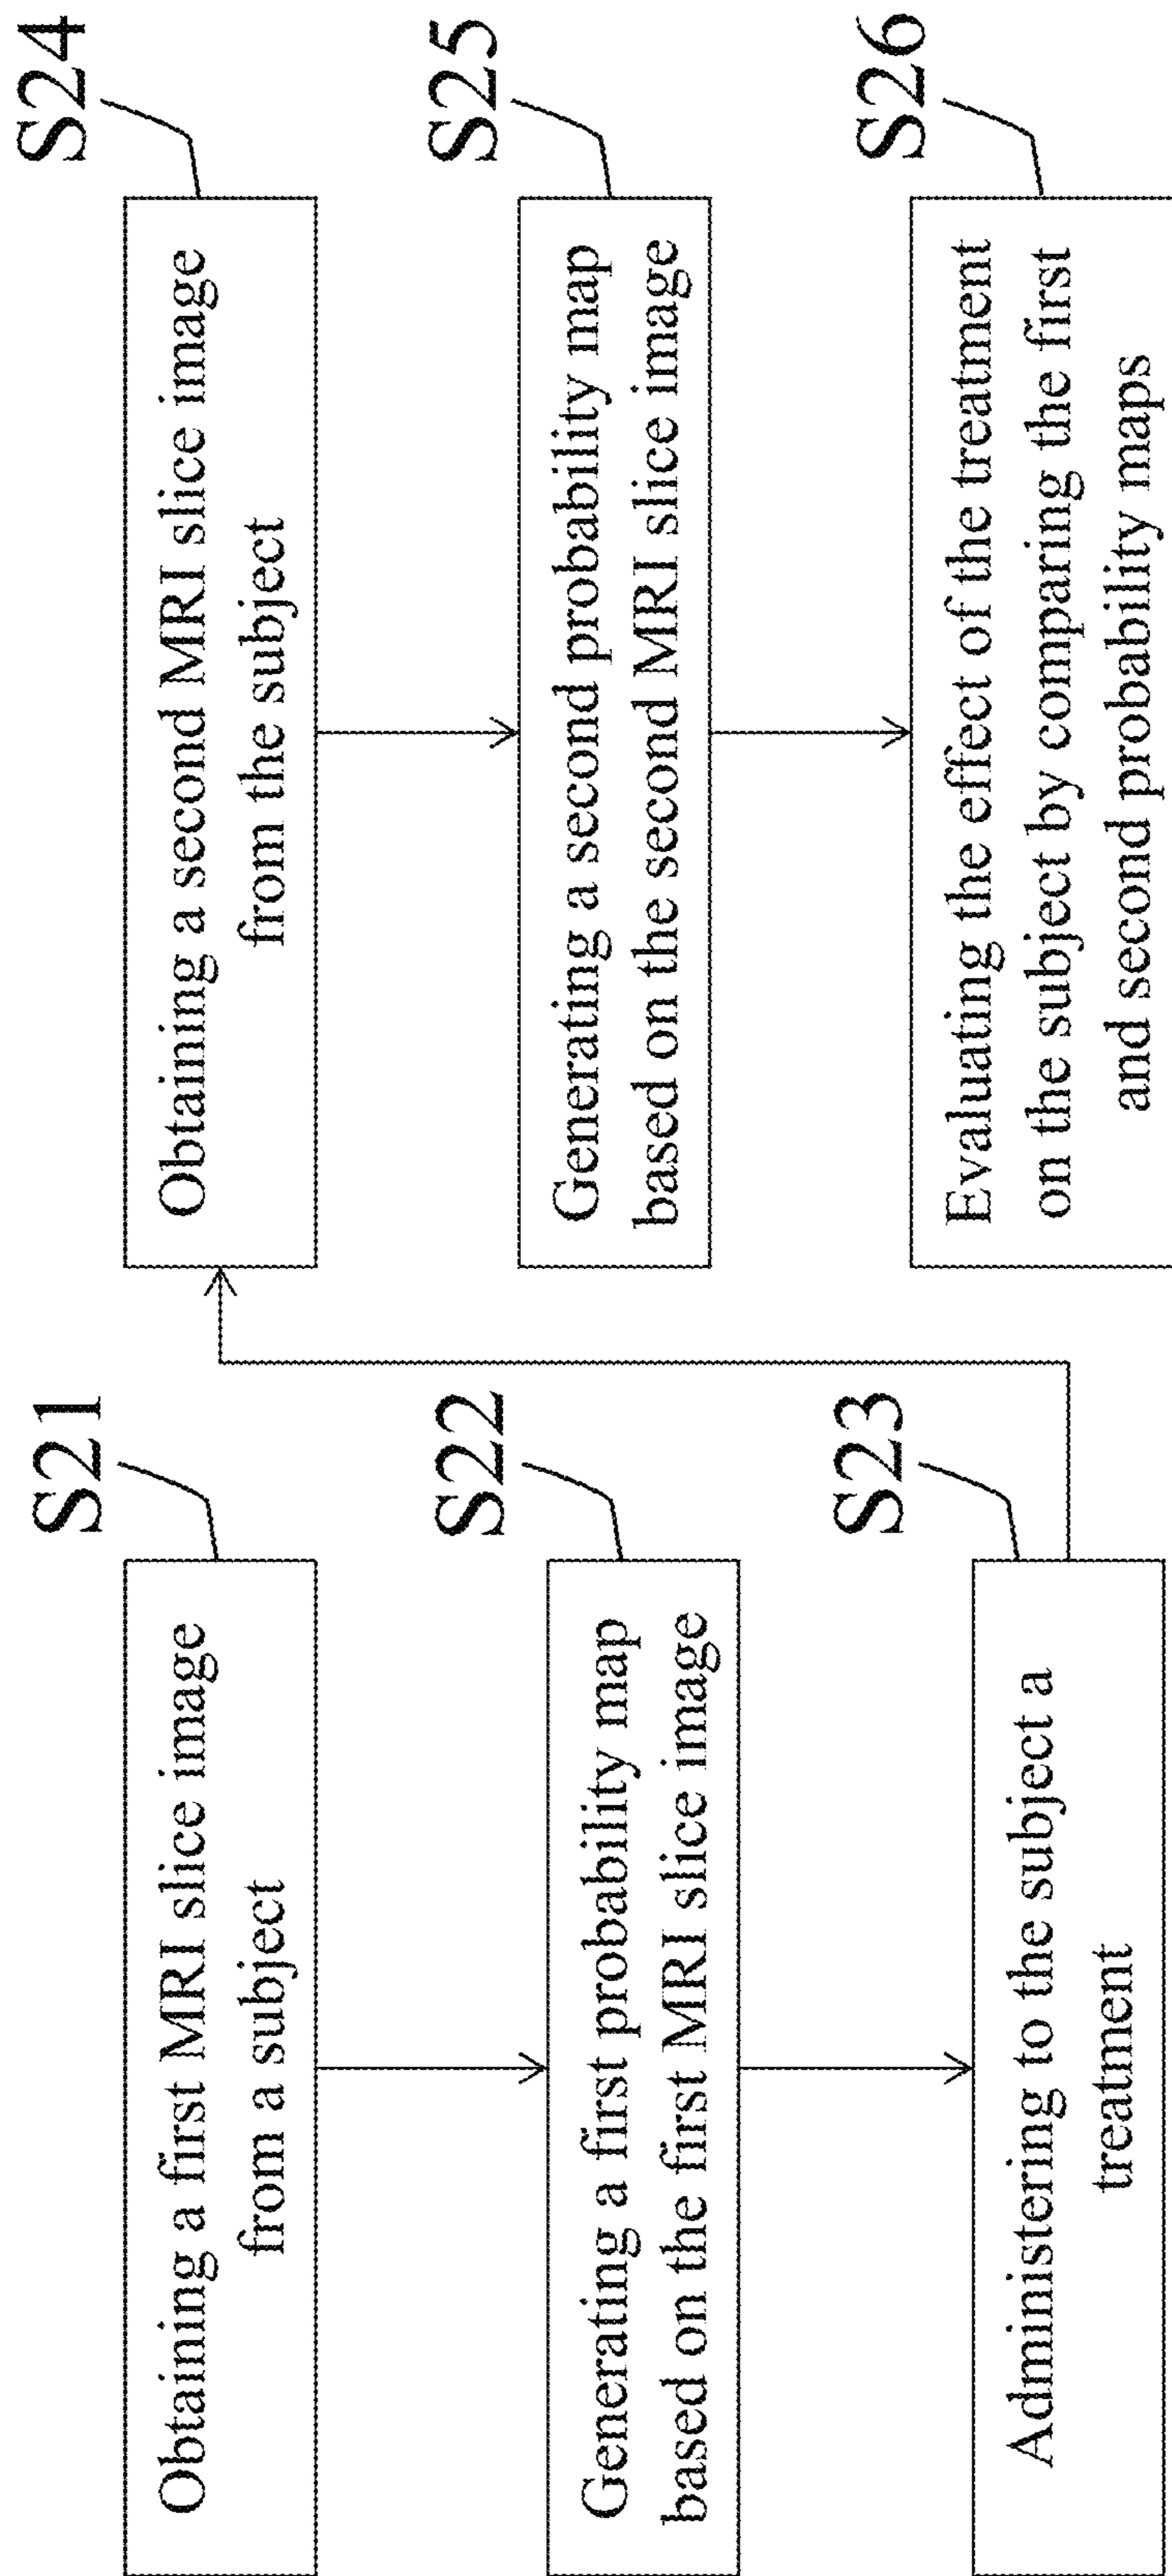 S21
Obtaining a first MRI slice image
from a subject
S22
Generating a first probability map
based on the first MRI slice image
S23
Administering to the subject a
treatment
S24
Obtaining a second MRI slice image
from the subject
S25
Generating a second probability map
based on the second MRI slice image
S26
Evaluating the effect of the treatment
on the subject by comparing the first
and second probability maps